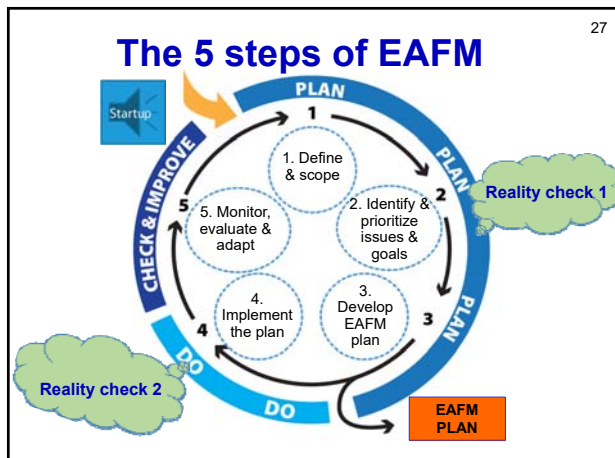 27
The 5 steps of EAFM
Startup
PLAN
1
1. Define
& scope
PLAN
2
Reality check 1
2. Identify &
prioritize
issues &
goals
PLAN
3
3.
Develop
EAFM
plan
EAFM
PLAN
4.
Implement
the plan
4
DO
DO
Reality check 2
5. Monitor,
evaluate &
adapt
5
CHECK & IMPROVE